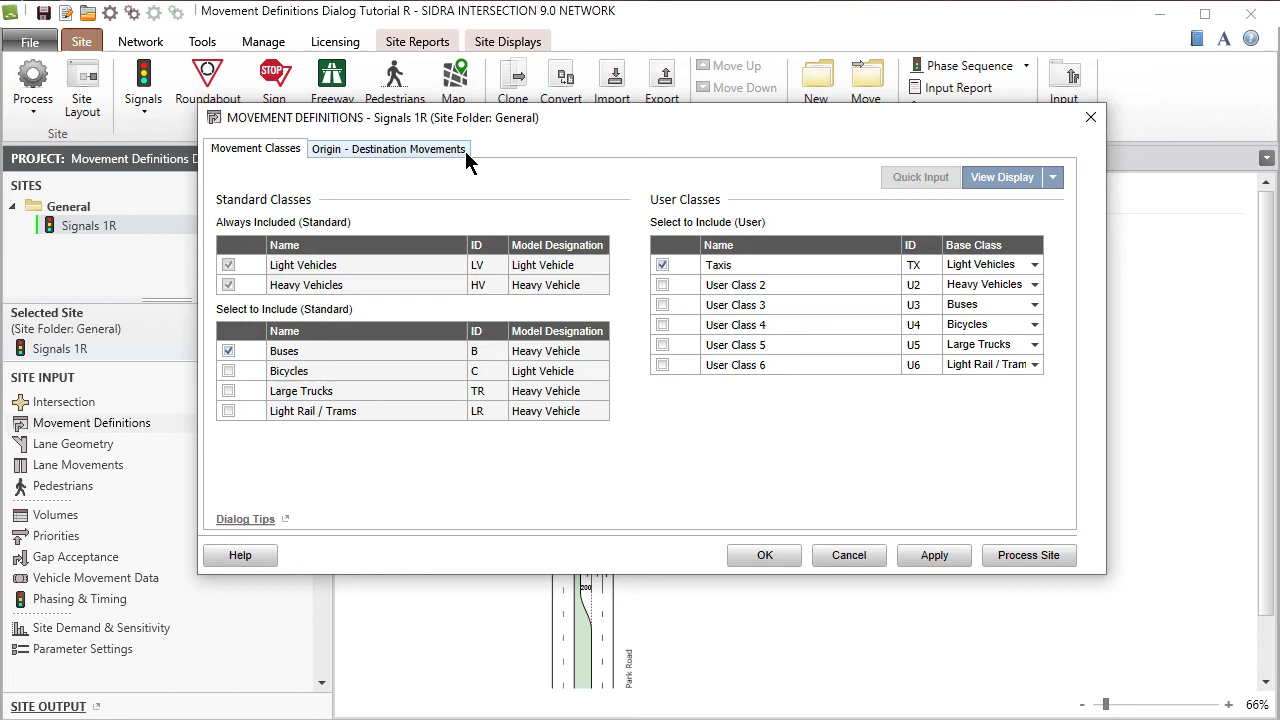 Movement Definitions Dialog Tutorial R - SIDRA INTERSECTION 9.0 NETWORK
File Site Network Tools Manage Licensing Site Reports Site Displays
Process Site Layout Signals Roundabout Sign Freeway Pedestrians Map Clone Convert Import Export Move Up Move Down New Move Phase Sequence Input Report Input
Site
MOVEMENT DEFINITIONS - Signals 1R (Site Folder: General)
Movement Classes Origin - Destination Movements
PROJECT: Movement Definitions D
Quick Input View Display
SITES
General
Signals 1R
Standard Classes
Always Included (Standard)
Name ID Model Designation
Light Vehicles LV Light Vehicle
Heavy Vehicles HV Heavy Vehicle
Select to Include (Standard)
Name ID Model Designation
Buses B Heavy Vehicle
Bicycles C Light Vehicle
Large Trucks TR Heavy Vehicle
Light Rail / Trams LR Heavy Vehicle
User Classes
Select to Include (User)
Name ID Base Class
Taxis TX Light Vehicles
User Class 2 U2 Heavy Vehicles
User Class 3 U3 Buses
User Class 4 U4 Bicycles
User Class 5 U5 Large Trucks
User Class 6 U6 Light Rail / Tram
Dialog Tips
Help OK Cancel Apply Process Site
Selected Site
(Site Folder: General)
Signals 1R
SITE INPUT
Intersection
Movement Definitions
Lane Geometry
Lane Movements
Pedestrians
Volumes
Priorities
Gap Acceptance
Vehicle Movement Data
Phasing & Timing
Site Demand & Sensitivity
Parameter Settings
SITE OUTPUT
200
Park Road
66%